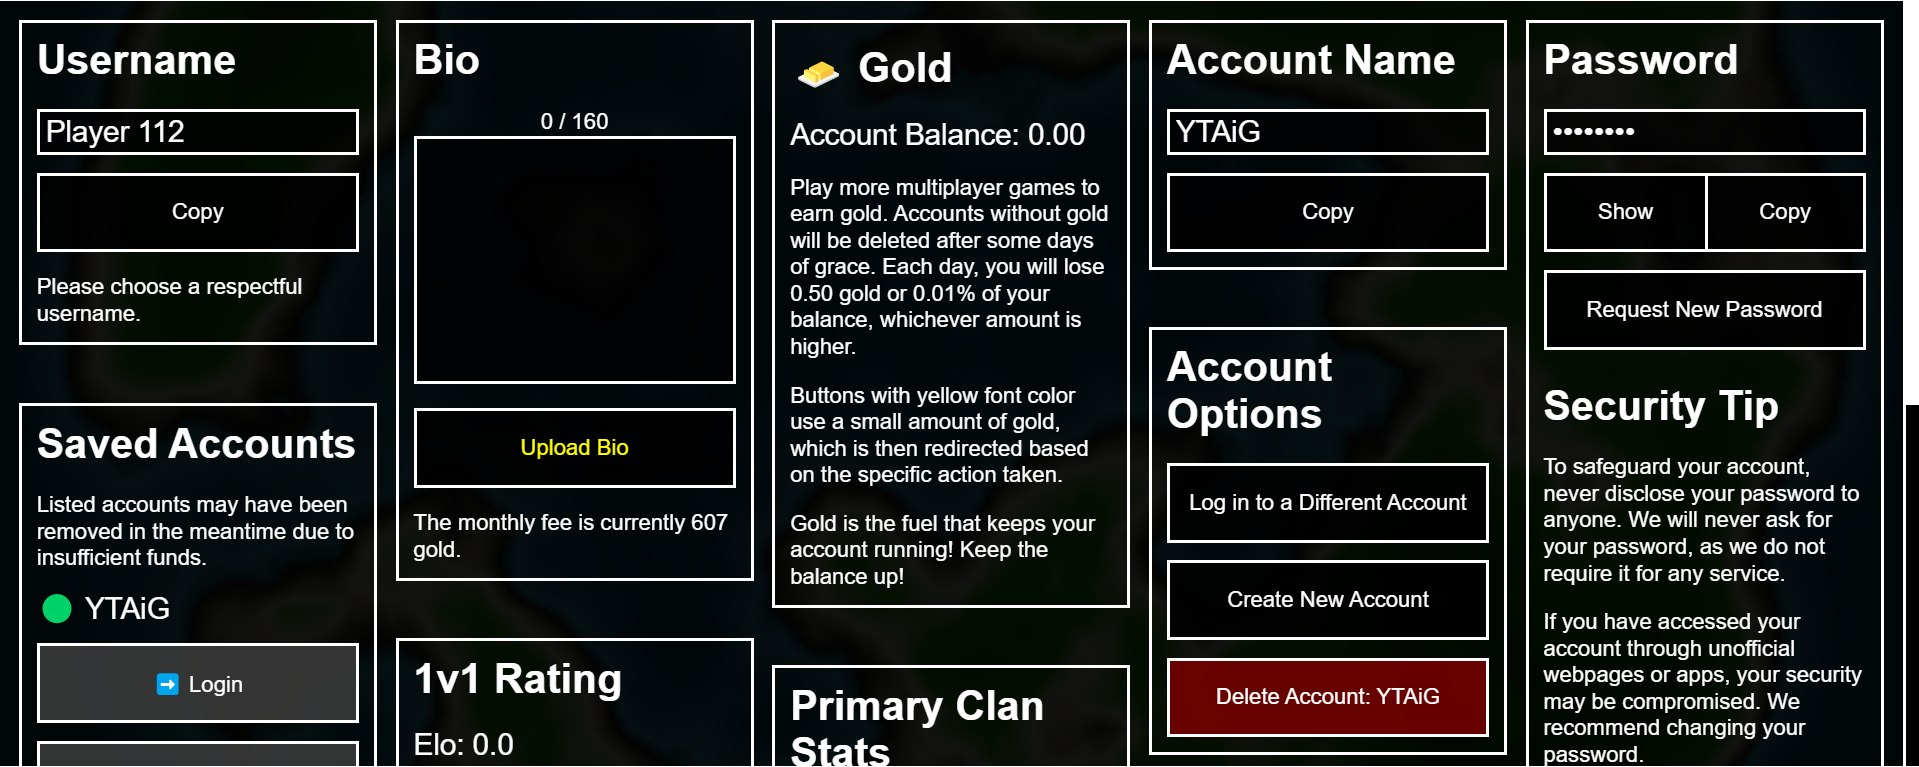 Username
Player 112
Copy
Please choose a respectful
username.
Saved Accounts
Listed accounts may have been
removed in the meantime due to
insufficient funds.
YTAiG
Login
Bio
0 / 160
Upload Bio
The monthly fee is currently 607
gold.
1v1 Rating
Elo: 0.0
Gold
Account Balance: 0.00
Play more multiplayer games to
earn gold. Accounts without gold
will be deleted after some days
of grace. Each day, you will lose
0.50 gold or 0.01% of your
balance, whichever amount is
higher.
Buttons with yellow font color
use a small amount of gold,
which is then redirected based
on the specific action taken.
Gold is the fuel that keeps your
account running! Keep the
balance up!
Primary Clan
Stats
Account Name
YTAiG
Copy
Account
Options
Log in to a Different Account
Create New Account
Delete Account: YTAiG
Password
••••••••
Show
Copy
Request New Password
Security Tip
To safeguard your account,
never disclose your password to
anyone. We will never ask for
your password, as we do not
require it for any service.
If you have accessed your
account through unofficial
webpages or apps, your security
may be compromised. We
recommend changing your
password.